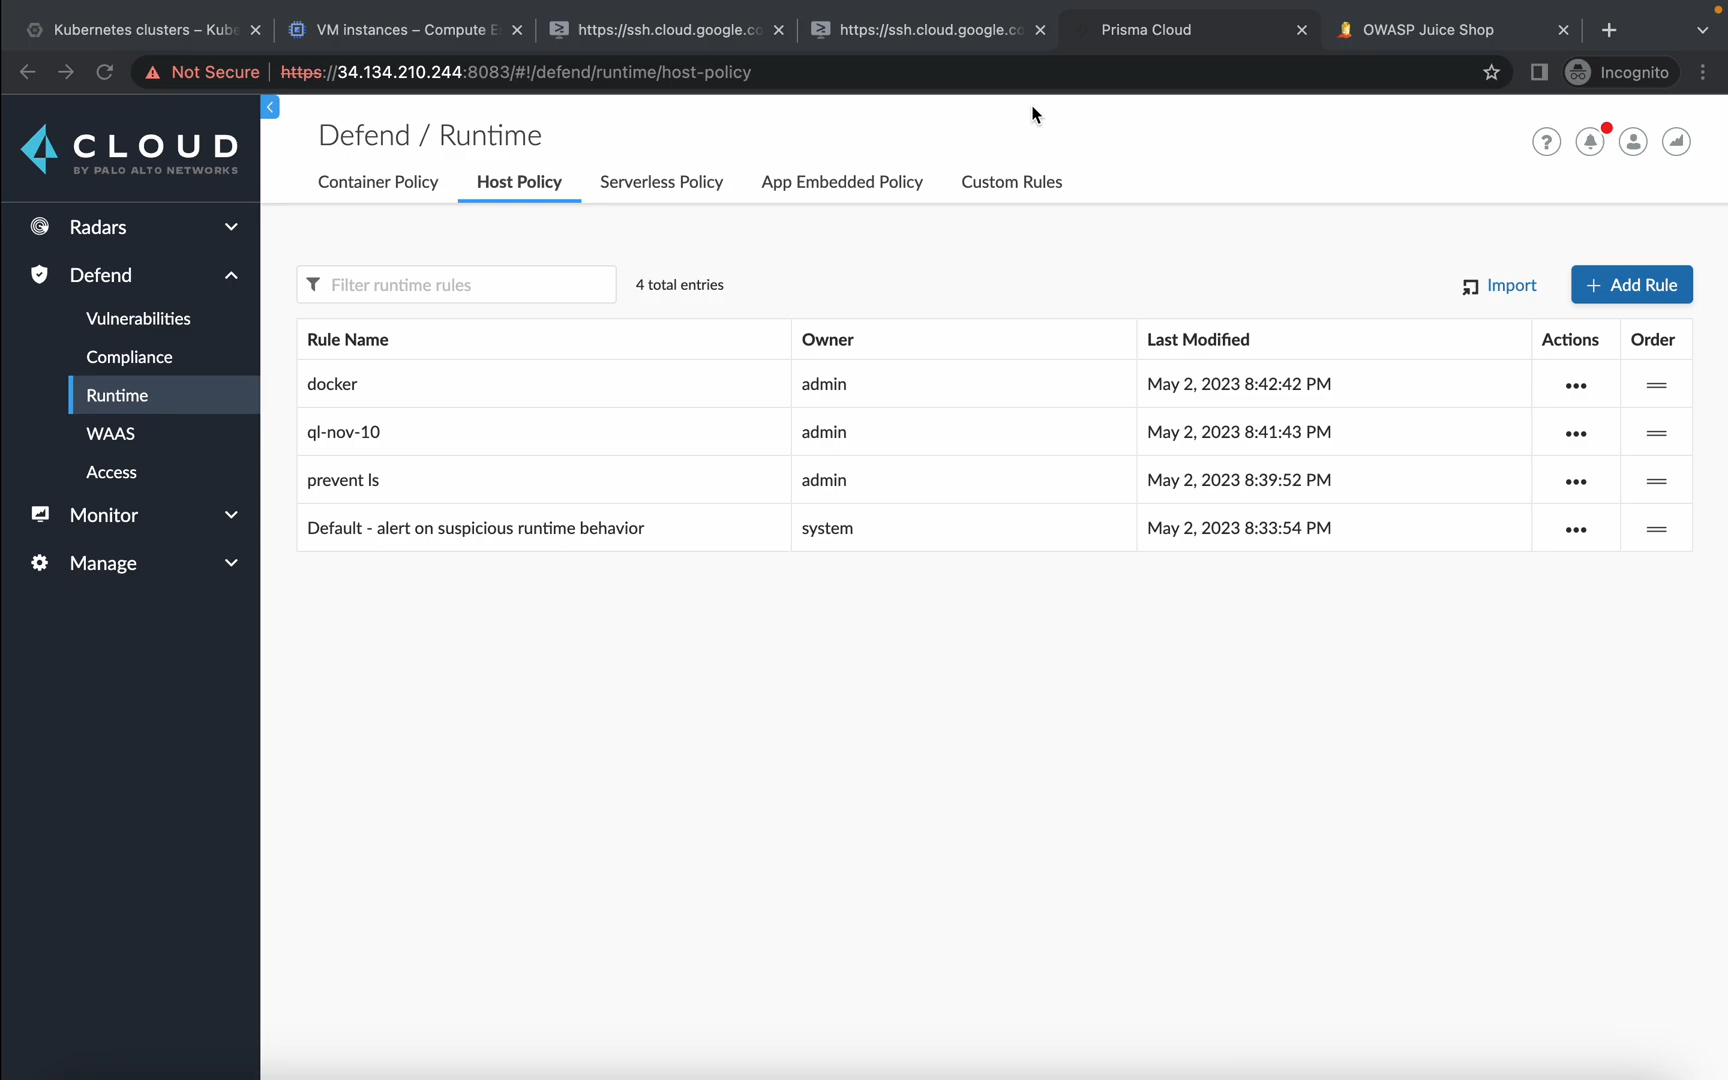 Kubernetes clusters – Kube
VM instances – Compute E
https://ssh.cloud.google.co
https://ssh.cloud.google.co
Prisma Cloud
OWASP Juice Shop
Not Secure
https://34.134.210.244:8083/#!/defend/runtime/host-policy
Incognito
CLOUD
BY PALO ALTO NETWORKS
Radars
Defend
Vulnerabilities
Compliance
Runtime
WAAS
Access
Monitor
Manage
Defend / Runtime
Container Policy
Host Policy
Serverless Policy
App Embedded Policy
Custom Rules
Filter runtime rules
4 total entries
Import
+ Add Rule
Rule Name Owner Last Modified Actions Order
docker admin May 2, 2023 8:42:42 PM
ql-nov-10 admin May 2, 2023 8:41:43 PM
prevent ls admin May 2, 2023 8:39:52 PM
Default - alert on suspicious runtime behavior system May 2, 2023 8:33:54 PM